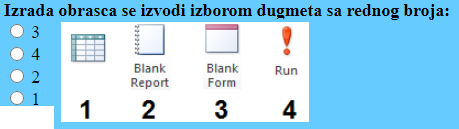 Izrada obrasca se izvodi izborom dugmeta sa rednog broja:
3
4
2
1
Blank Report
Blank Form
Run
1 2 3 4